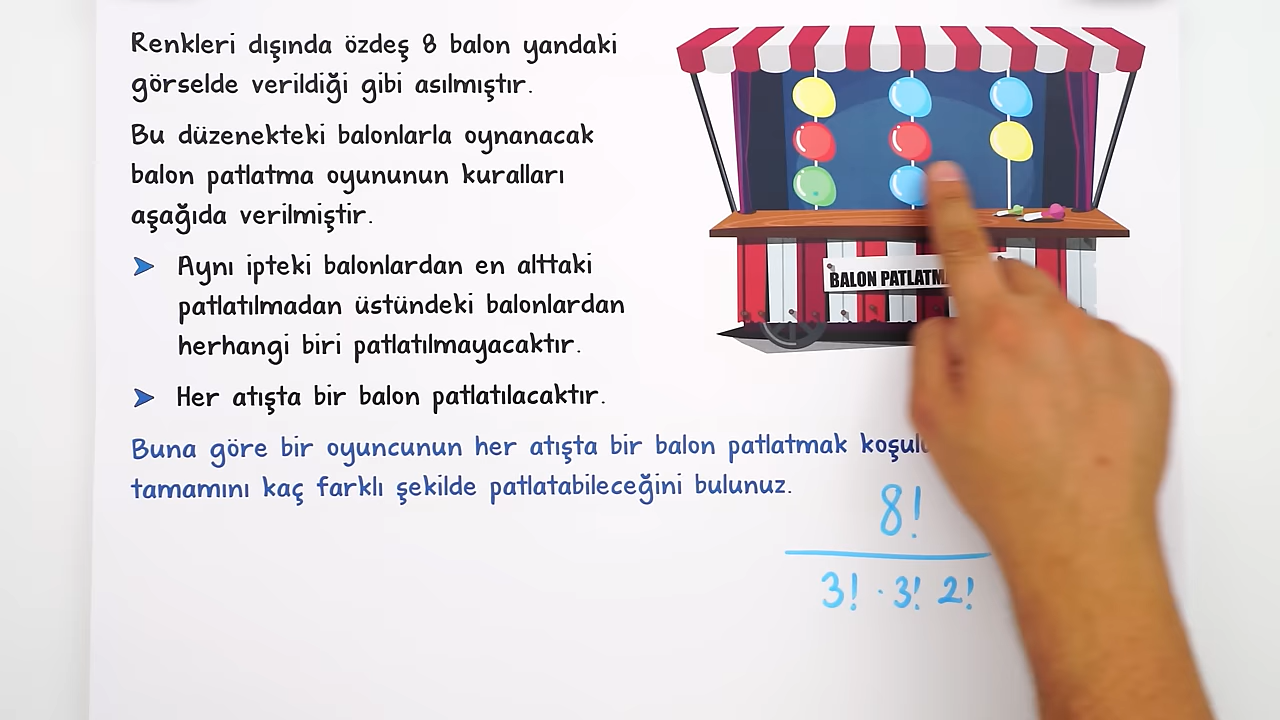 Renkleri dışında özdeş 8 balon yandaki
görselde verildiği gibi asılmıştır.
Bu düzenekteki balonlarla oynanacak
balon patlatma oyununun kuralları
aşağıda verilmiştir.
Aynı ipteki balonlardan en alttaki
patlatılmadan üstündeki balonlardan
herhangi biri patlatılmayacaktır.
Her atışta bir balon patlatılacaktır.
Buna göre bir oyuncunun her atışta bir balon patlatmak
tamamını kaç farklı şekilde patlatabileceğini bulunuz.
BALON
8!
3! · 3! 2!